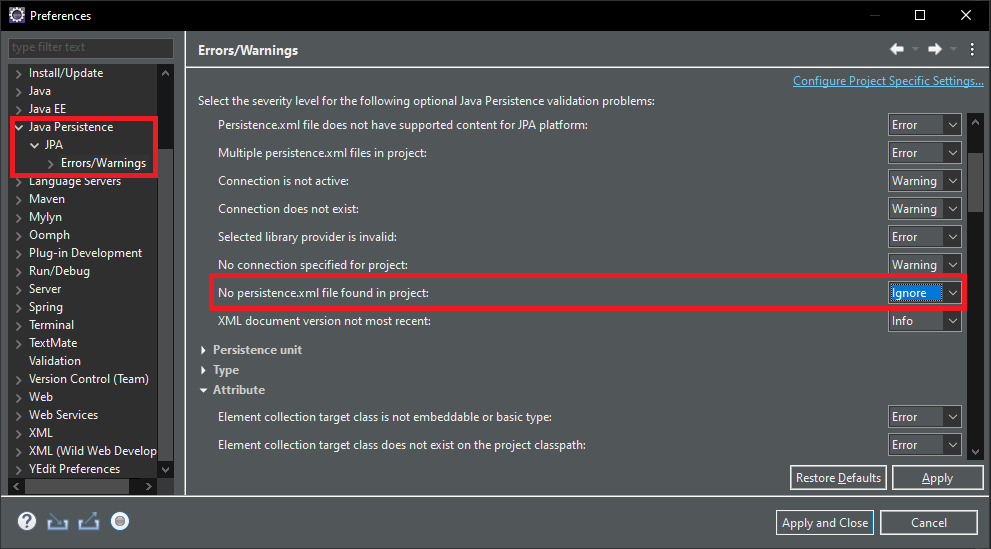 Preferences
type filter text
Install/Update
Java
Java EE
Java Persistence
JPA
Errors/Warnings
Language Servers
Maven
Mylyn
Oomph
Plug-in Development
Run/Debug
Server
Spring
Terminal
TextMate
Validation
Version Control (Team)
Web
Web Services
XML
XML (Wild Web Develop
YEdit Preferences
Errors/Warnings
Configure Project Specific Settings...
Select the severity level for the following optional Java Persistence validation problems:
Persistence.xml file does not have supported content for JPA platform: Error
Multiple persistence.xml files in project: Error
Connection is not active: Warning
Connection does not exist: Warning
Selected library provider is invalid: Error
No connection specified for project: Warning
No persistence.xml file found in project: Ignore
XML document version not most recent: Info
Persistence unit
Type
Attribute
Element collection target class is not embeddable or basic type: Error
Element collection target class does not exist on the project classpath: Error
Restore Defaults Apply
Apply and Close Cancel